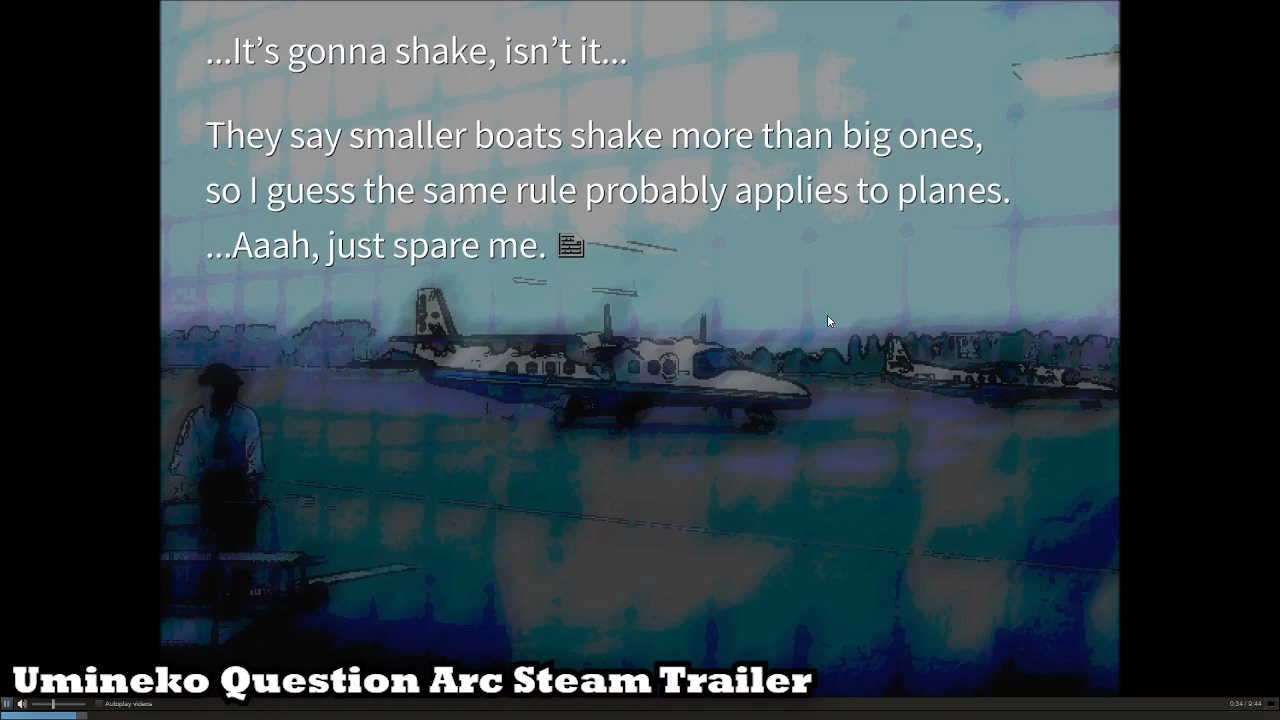 ...It’s gonna shake, isn’t it...
They say smaller boats shake more than big ones,
so I guess the same rule probably applies to planes.
...Aaah, just spare me.
Umineko Question Arc Steam Trailer
Autoplay videos
0:34 / 9:44